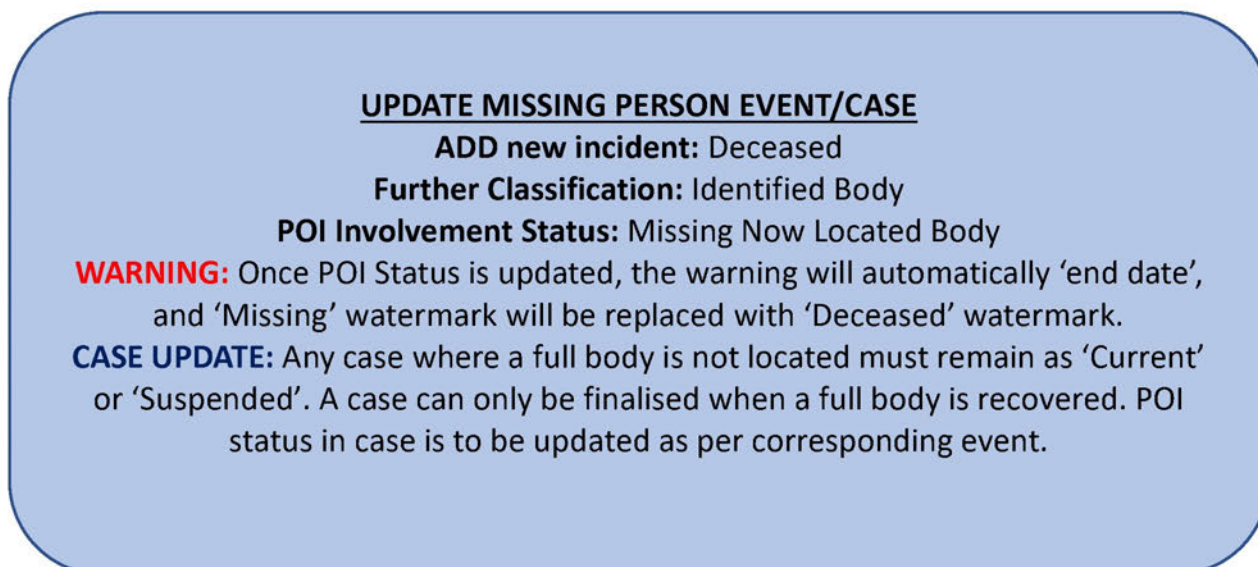 UPDATE MISSING PERSON EVENT/CASE
ADD new incident: Deceased
Further Classification: Identified Body
POI Involvement Status: Missing Now Located Body
WARNING: Once POI Status is updated, the warning will automatically ‘end date’,
and ‘Missing’ watermark will be replaced with ‘Deceased’ watermark.
CASE UPDATE: Any case where a full body is not located must remain as ‘Current’
or ‘Suspended’. A case can only be finalised when a full body is recovered. POI
status in case is to be updated as per corresponding event.